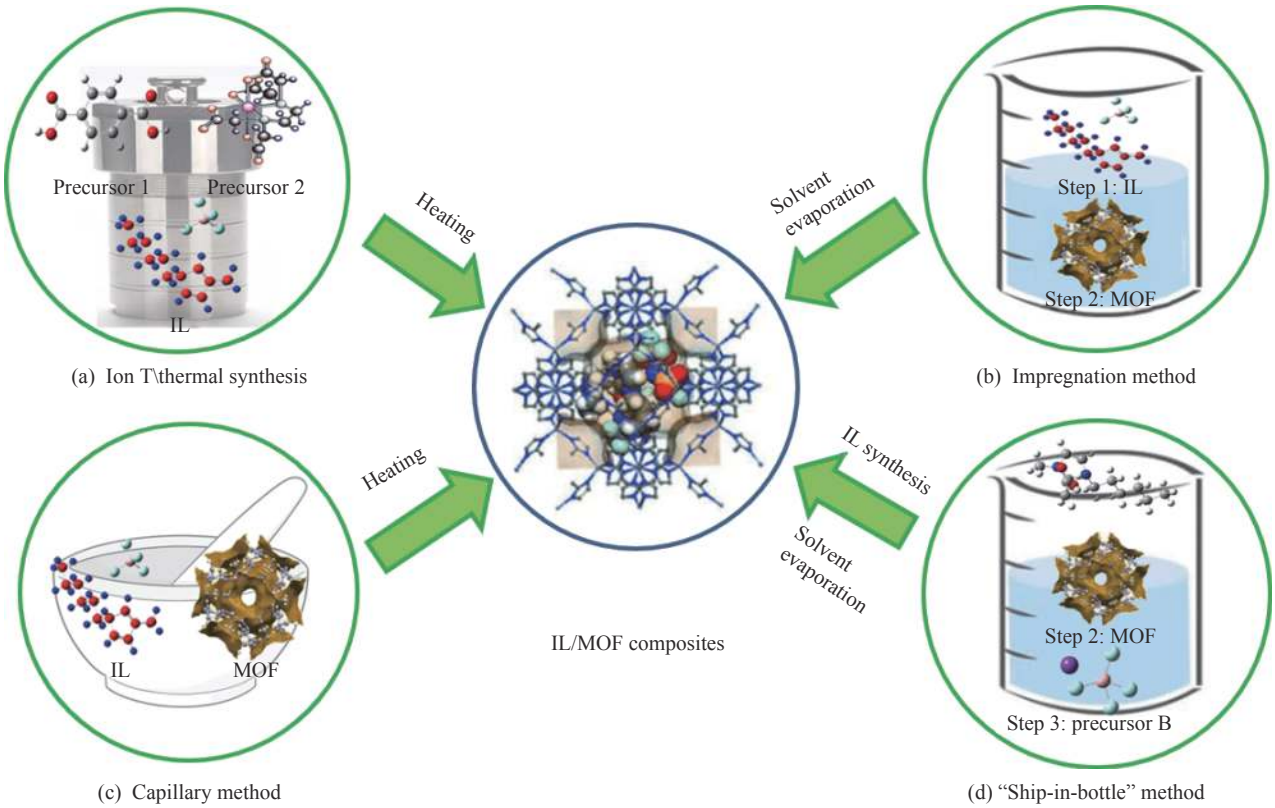 Precursor 1
Precursor 2
IL
(a) Ion T\thermal synthesis
Heating
Solvent
evaporation
Step 1: IL
Step 2: MOF
(b) Impregnation method
IL
MOF
(c) Capillary method
Heating
IL/MOF composites
IL synthesis
Solvent
evaporation
Step 2: MOF
Step 3: precursor B
(d) “Ship-in-bottle” method